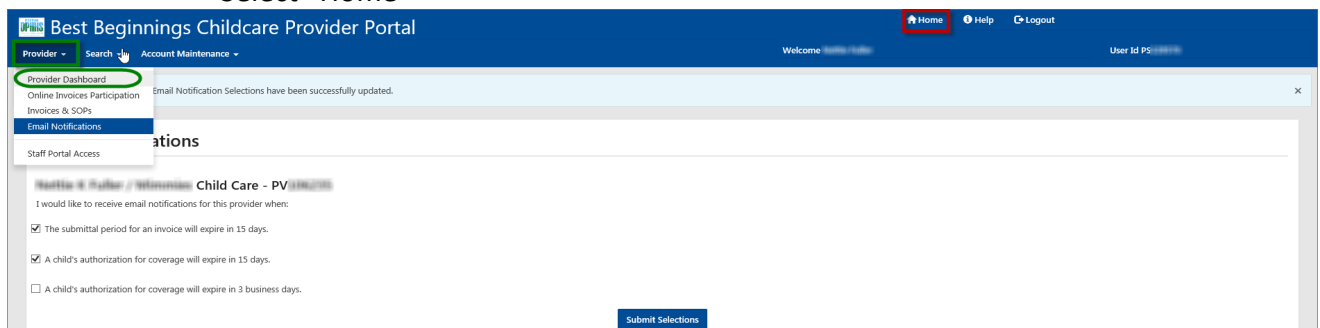 Select "Home"
DPHHS Best Beginnings Childcare Provider Portal
Home Help Logout
Provider Search Account Maintenance
Welcome
User Id PS
Provider Dashboard
Online Invoices Participation
Invoices & SOPs
Email Notifications
Staff Portal Access
Email Notification Selections have been successfully updated. ×
ations
Child Care - PV
I would like to receive email notifications for this provider when:
The submittal period for an invoice will expire in 15 days.
A child's authorization for coverage will expire in 15 days.
A child's authorization for coverage will expire in 3 business days.
Submit Selections